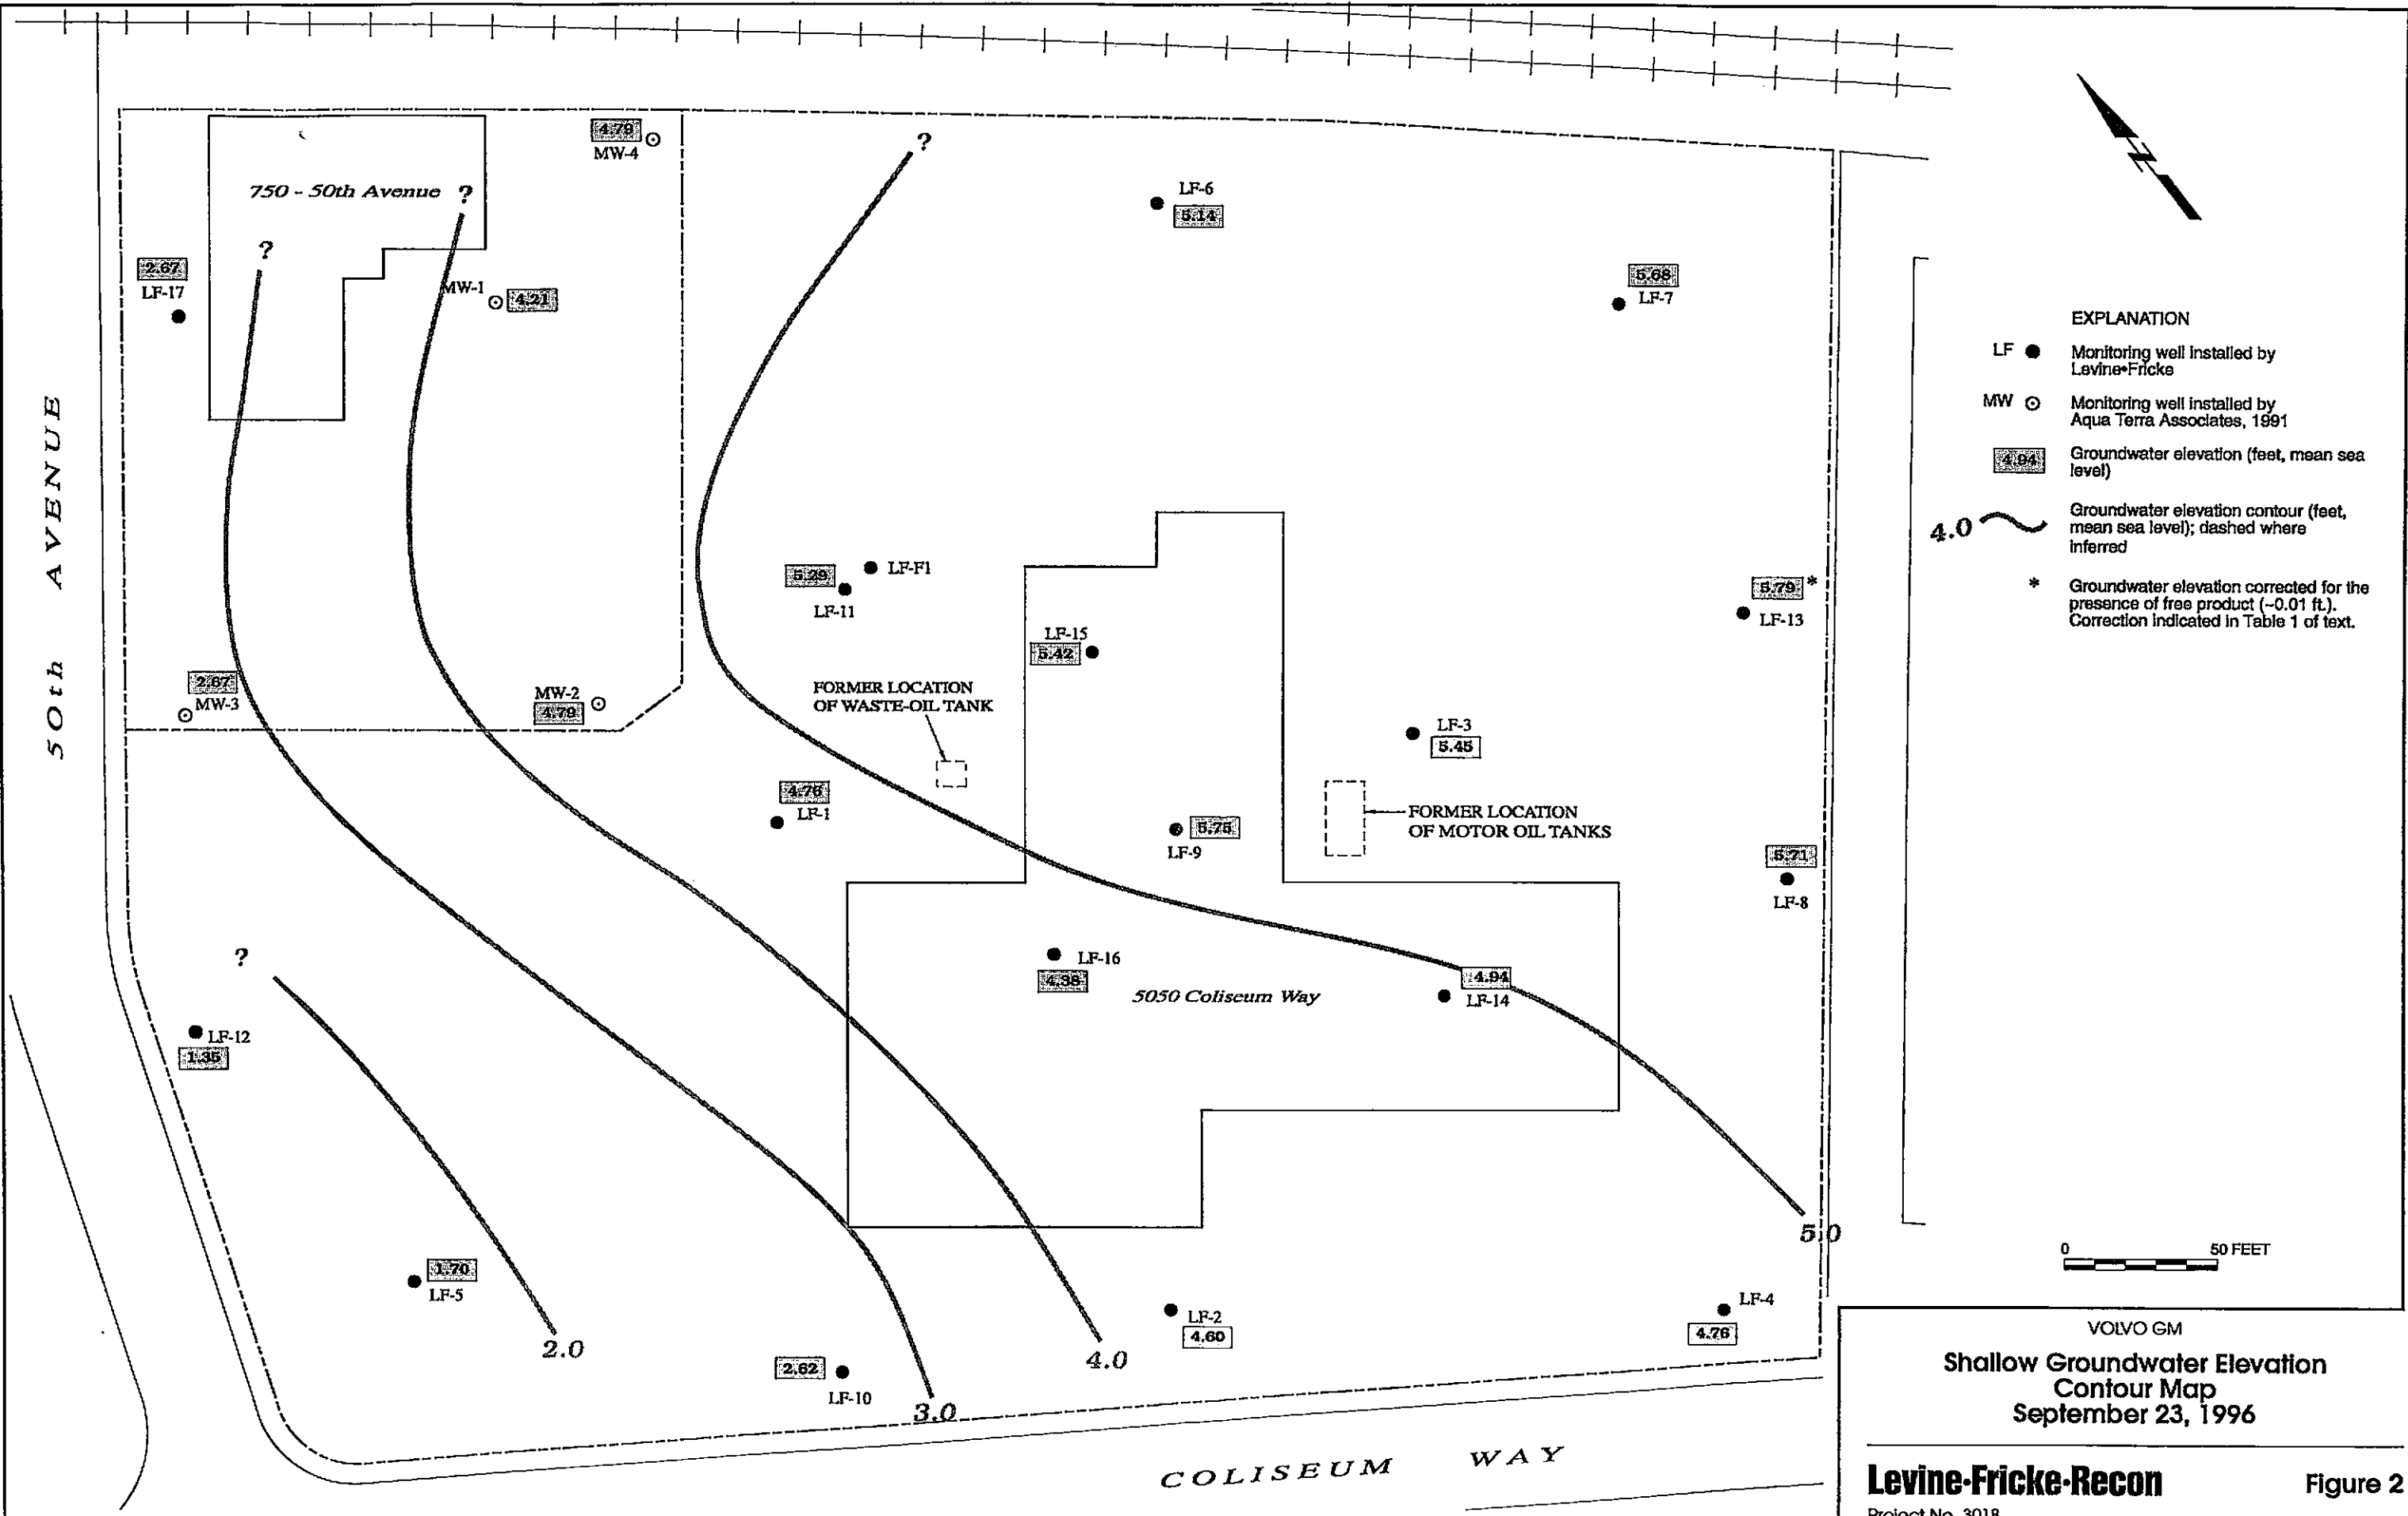 4.79
MW-4
?
750 - 50th Avenue
?
?
LF-6
5.14
2.67
LF-17
MW-1
4.21
5.68
LF-7
EXPLANATION
LF
Monitoring well installed by
Levine•Fricke
MW
Monitoring well installed by
Aqua Terra Associates, 1991
4.94
Groundwater elevation (feet, mean sea
level)
4.0
Groundwater elevation contour (feet,
mean sea level); dashed where
inferred
*
Groundwater elevation corrected for the
presence of free product (~0.01 ft.).
Correction indicated in Table 1 of text.
50th AVENUE
5.29
LF-F1
LF-11
5.79 *
LF-13
LF-15
5.42
2.67
MW-3
MW-2
4.79
FORMER LOCATION
OF WASTE-OIL TANK
LF-3
5.45
4.76
LF-1
5.75
LF-9
FORMER LOCATION
OF MOTOR OIL TANKS
5.71
LF-8
?
LF-16
4.38
5050 Coliseum Way
4.94
LF-14
LF-12
1.35
5.0
1.70
LF-5
2.0
LF-2
4.60
LF-4
4.76
4.0
2.62
LF-10
3.0
COLISEUM WAY
0 50 FEET
VOLVO GM
Shallow Groundwater Elevation
Contour Map
September 23, 1996
Levine•Fricke•Recon
Figure 2
Project No. 3018